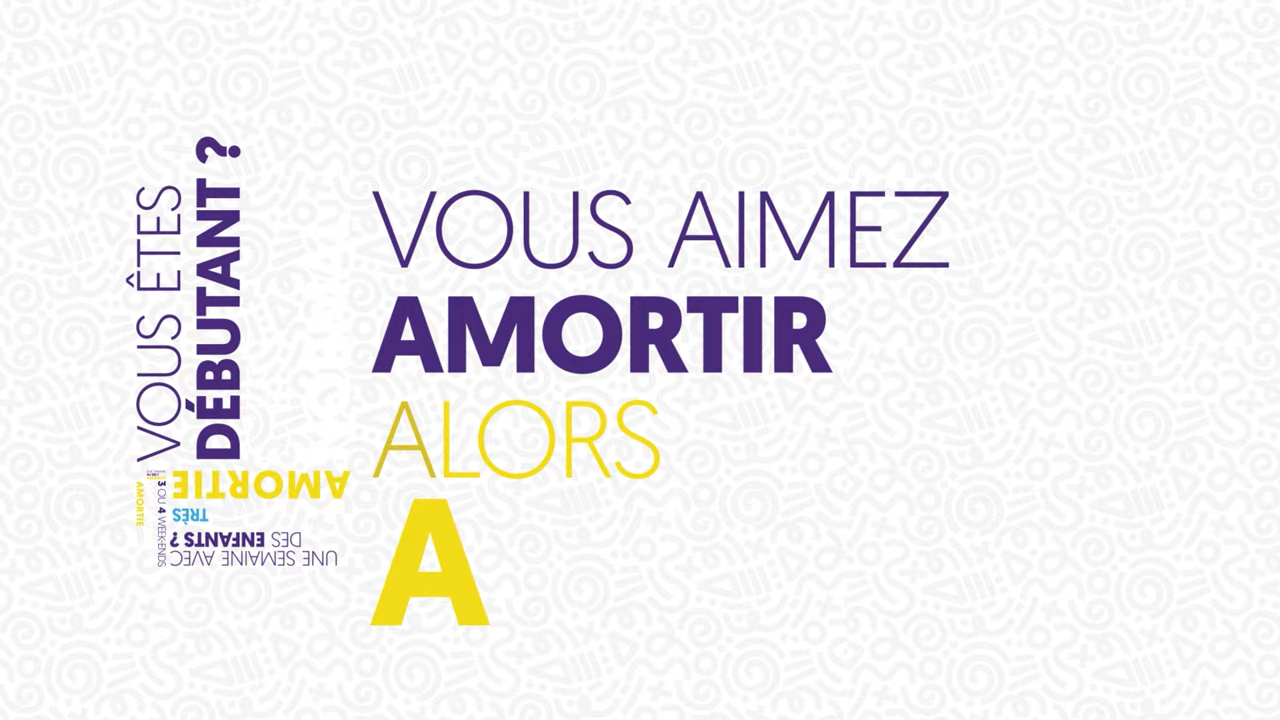 VOUS ÊTES
DÉBUTANT ?
VOUS AIMEZ
AMORTIR
ALORS
A
AMORTIE
TRÈS
DES ENFANTS ?
UNE SEMAINE AVEC
3 OU 4 WEEK-ENDS
AMORTIE